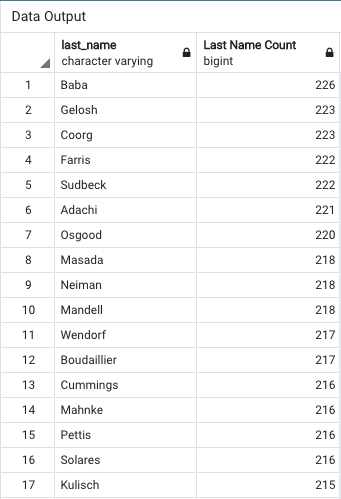 Data Output
last_name Last Name Count
character varying bigint
1 Baba 226
2 Gelosh 223
3 Coorg 223
4 Farris 222
5 Sudbeck 222
6 Adachi 221
7 Osgood 220
8 Masada 218
9 Neiman 218
10 Mandell 218
11 Wendorf 217
12 Boudaillier 217
13 Cummings 216
14 Mahnke 216
15 Pettis 216
16 Solares 216
17 Kulisch 215